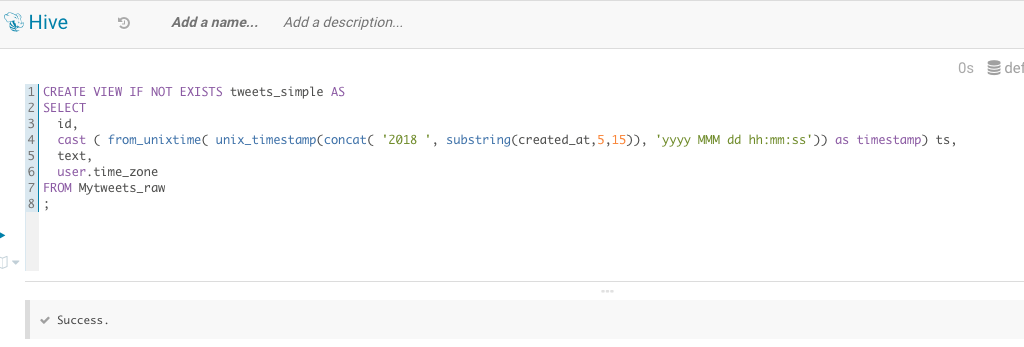 Hive Add a name... Add a description...
0s def
1 CREATE VIEW IF NOT EXISTS tweets_simple AS
2 SELECT
3 id,
4 cast ( from_unixtime( unix_timestamp(concat( '2018 ', substring(created_at,5,15)), 'yyyy MMM dd hh:mm:ss')) as timestamp) ts,
5 text,
6 user.time_zone
7 FROM Mytweets_raw
8 ;
Success.